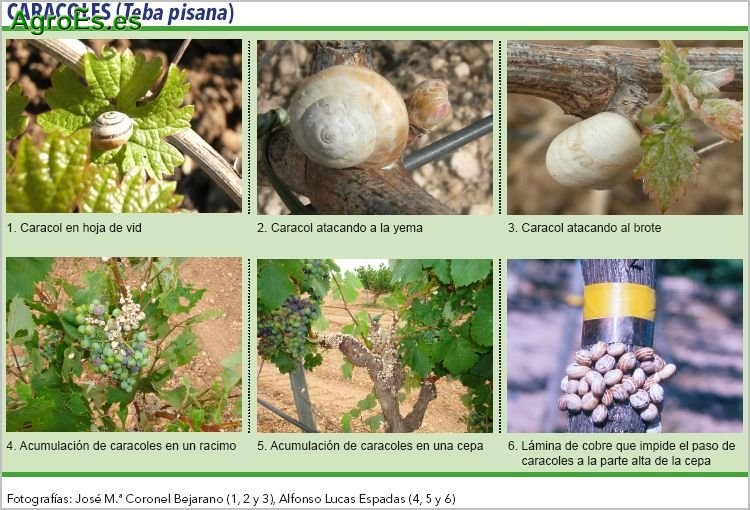 CARACOLES (Teba pisana)
AgroEs.es
1. Caracol en hoja de vid
2. Caracol atacando a la yema
3. Caracol atacando al brote
4. Acumulación de caracoles en un racimo
5. Acumulación de caracoles en una cepa
6. Lámina de cobre que impide el paso de
caracoles a la parte alta de la cepa
Fotografías: José M.ª Coronel Bejarano (1, 2 y 3), Alfonso Lucas Espadas (4, 5 y 6)